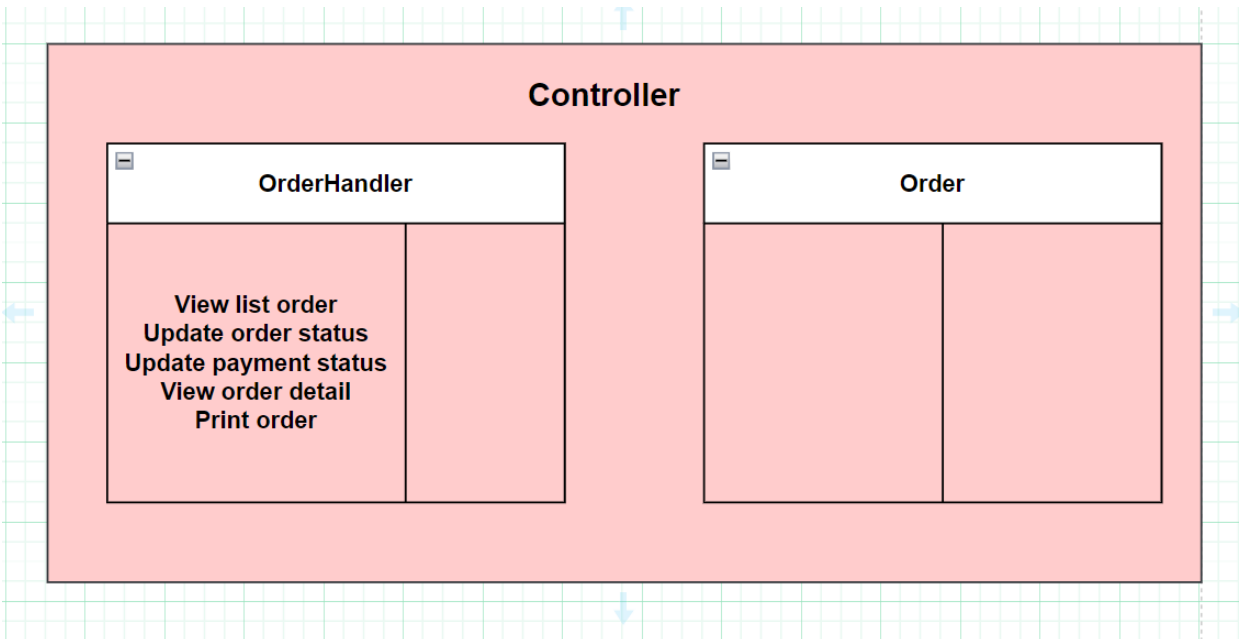 Controller
OrderHandler
Order
View list order
Update order status
Update payment status
View order detail
Print order